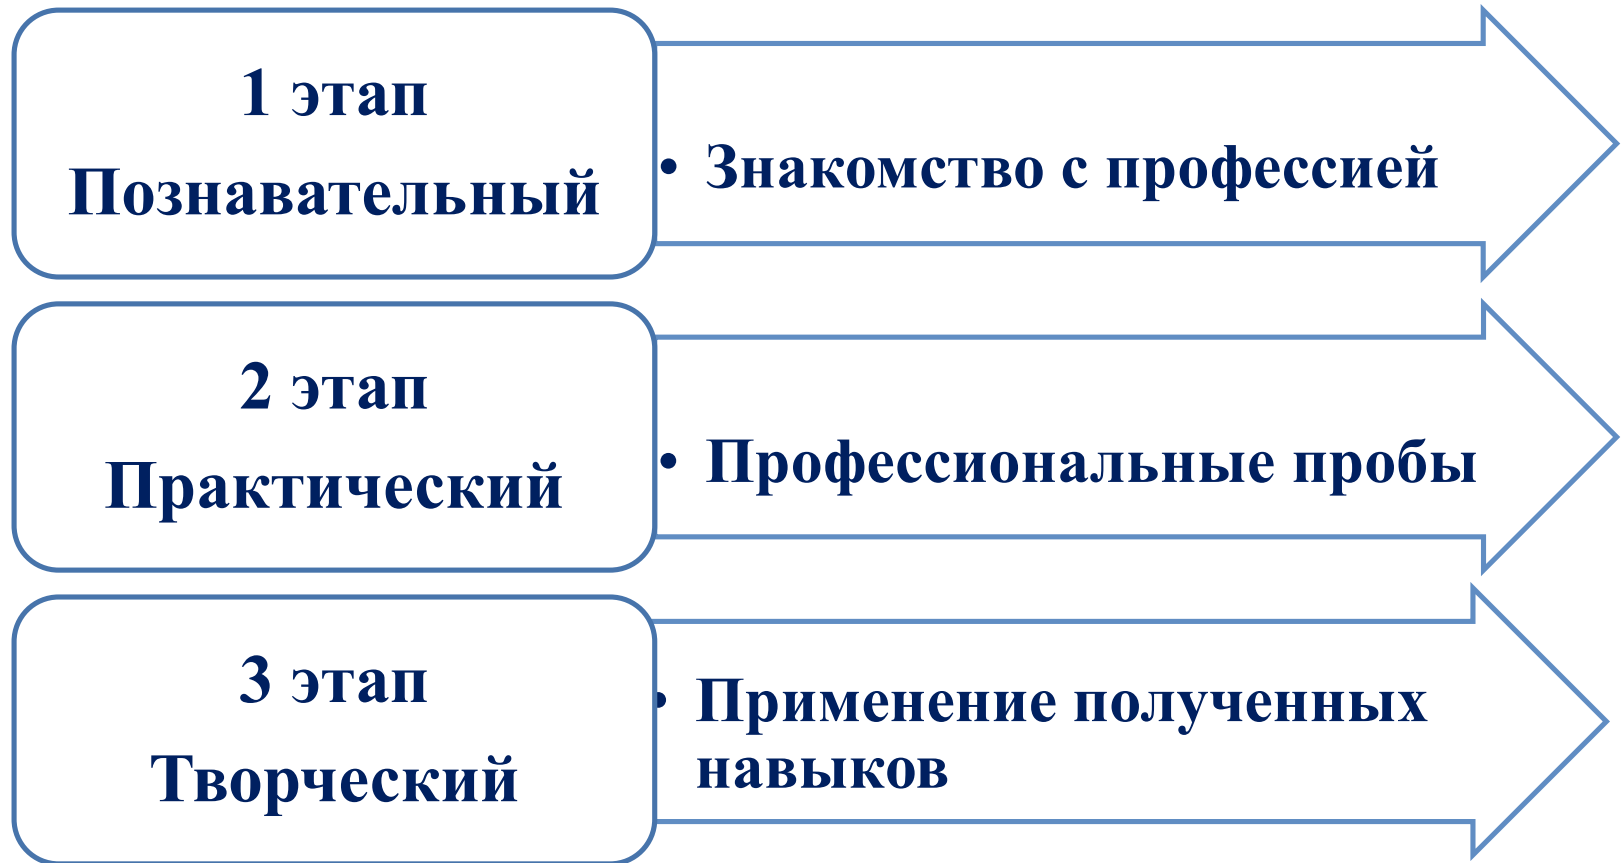 1 этап
Познавательный
• Знакомство с профессией
2 этап
Практический
• Профессиональные пробы
3 этап
Творческий
• Применение полученных
навыков